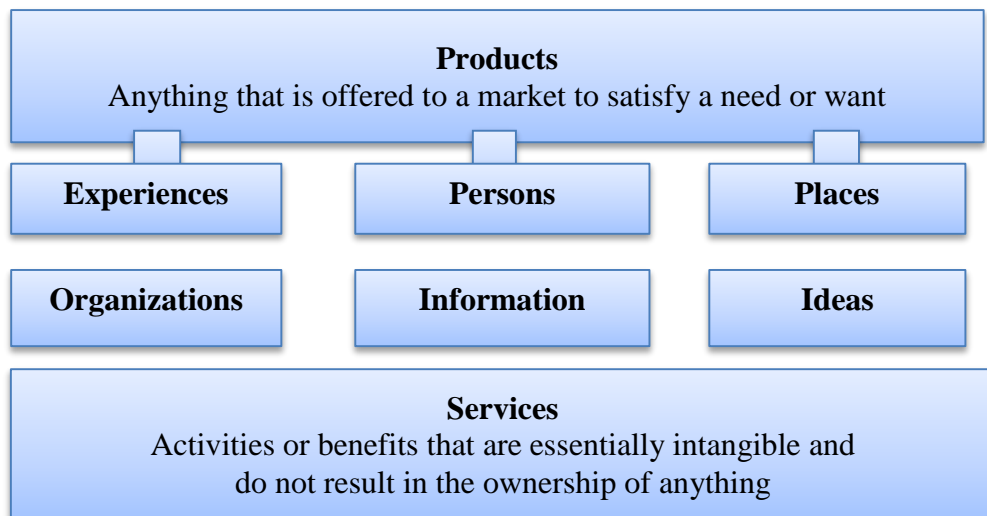 Products
Anything that is offered to a market to satisfy a need or want
Experiences
Persons
Places
Organizations
Information
Ideas
Services
Activities or benefits that are essentially intangible and
do not result in the ownership of anything